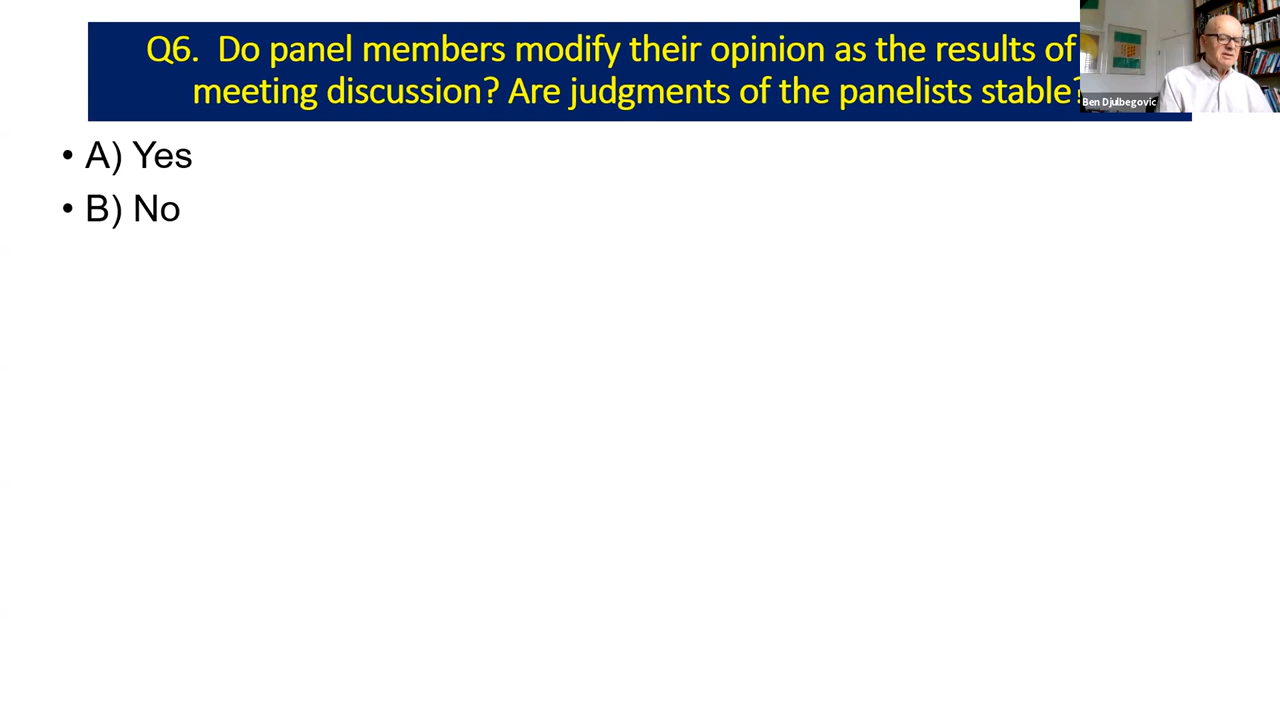 Q6. Do panel members modify their opinion as the results of
meeting discussion? Are judgments of the panelists stable?
Ben Djulbegovic
• A) Yes
• B) No